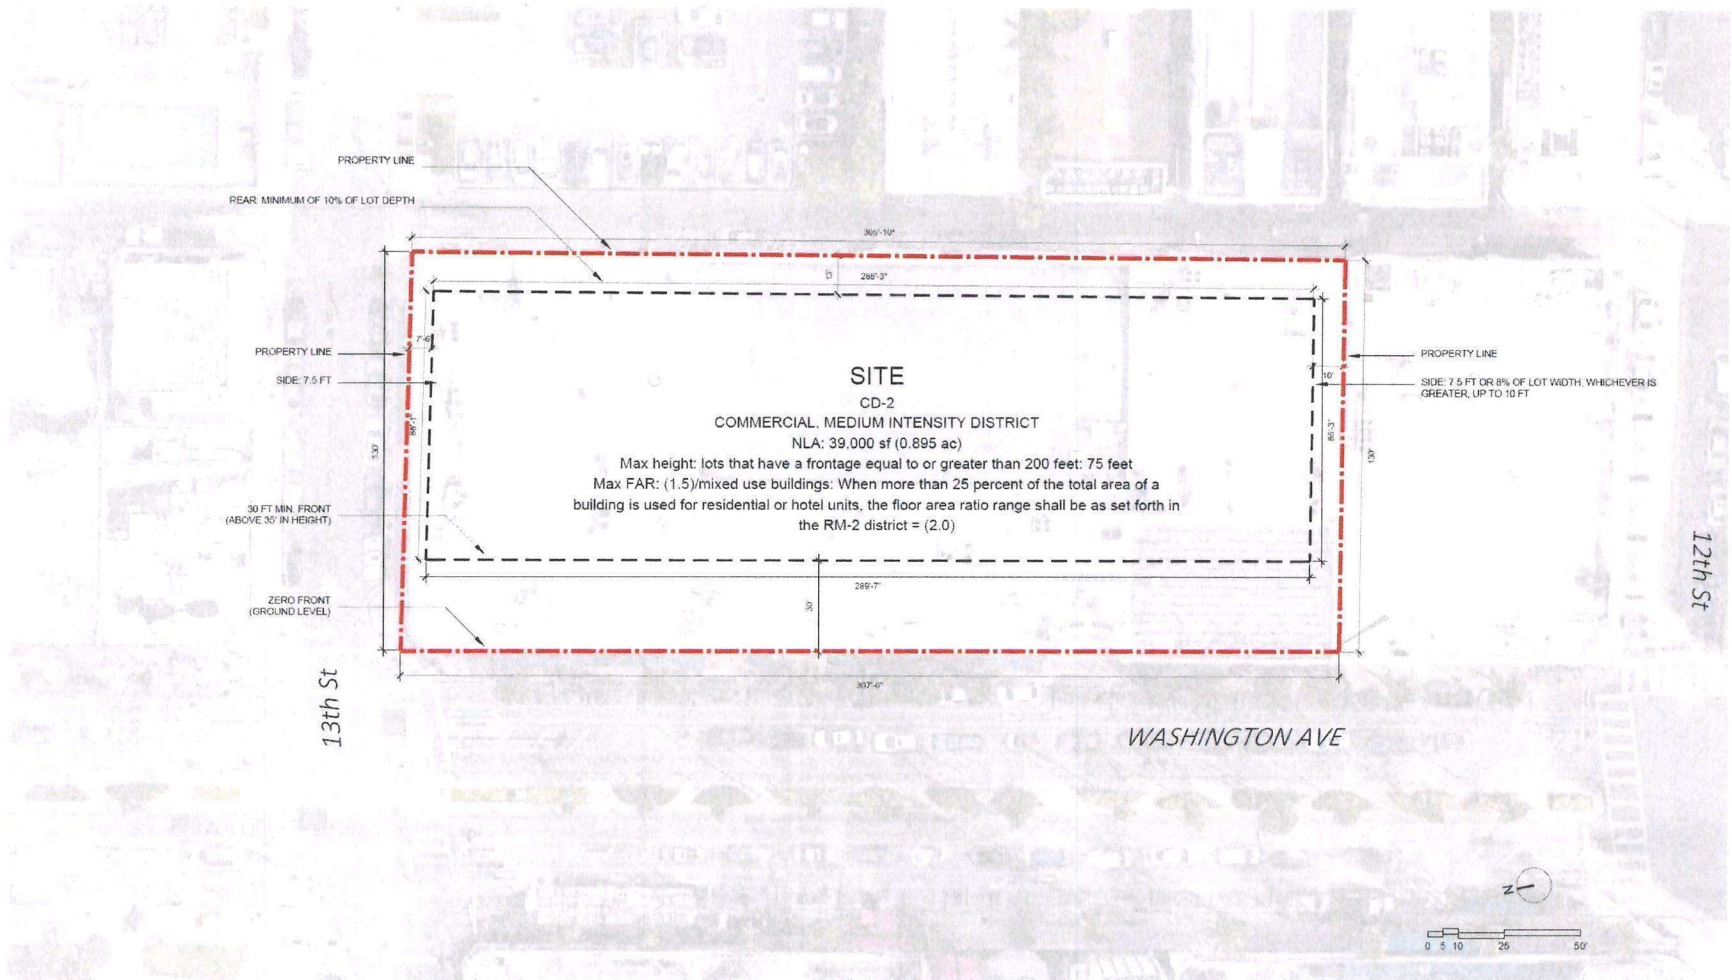 PROPERTY LINE
REAR: MINIMUM OF 10% OF LOT DEPTH
13'
288'-3"
7'-6"
PROPERTY LINE
SIDE: 7.5 FT
130'
SITE
CD-2
COMMERCIAL, MEDIUM INTENSITY DISTRICT
NLA: 39,000 sf (0.895 ac)
Max height: lots that have a frontage equal to or greater than 200 feet: 75 feet
Max FAR: (1.5)/mixed use buildings: When more than 25 percent of the total area of a
building is used for residential or hotel units, the floor area ratio range shall be as set forth in
the RM-2 district = (2.0)
PROPERTY LINE
10'
SIDE: 7.5 FT OR 8% OF LOT WIDTH, WHICHEVER IS
GREATER, UP TO 10 FT
86'-3"
130'
30 FT MIN. FRONT
(ABOVE 35' IN HEIGHT)
289'-7"
30'
ZERO FRONT
(GROUND LEVEL)
307'-6"
13th St
12th St
WASHINGTON AVE
N
0 5 10 25 50'